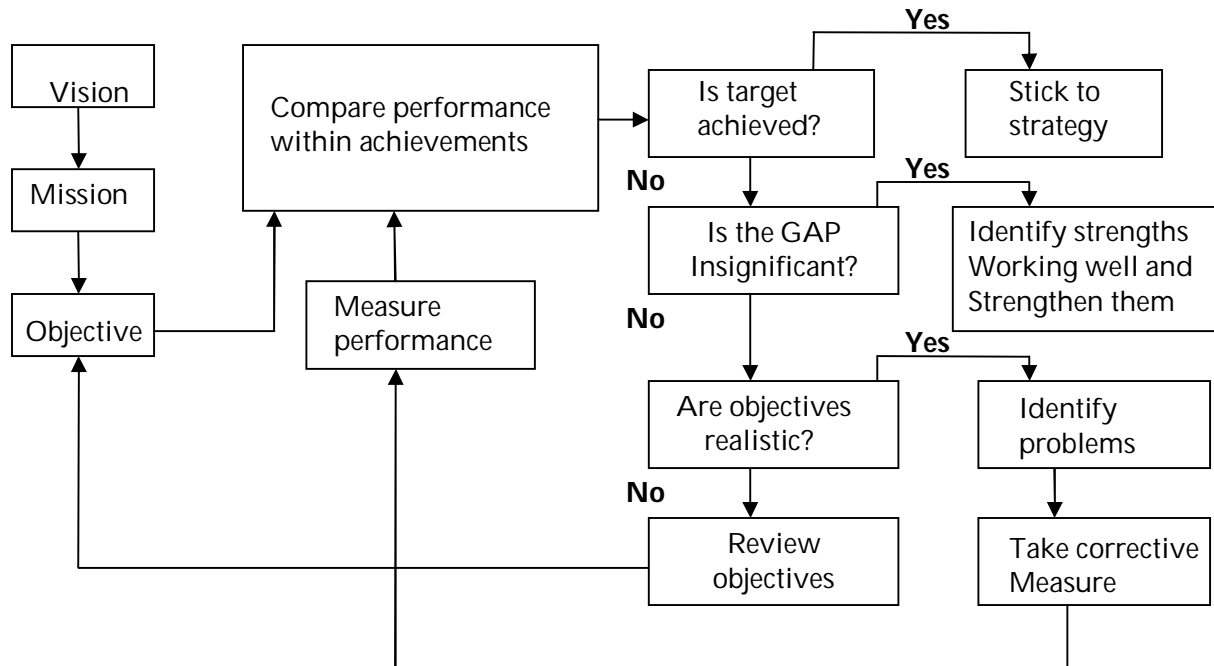 Vision
Mission
Objective
Compare performance
within achievements
Measure
performance
Is target
achieved?
Yes
Stick to
strategy
No
Is the GAP
Insignificant?
Yes
Identify strengths
Working well and
Strengthen them
No
Are objectives
realistic?
Yes
Identify
problems
No
Review
objectives
Take corrective
Measure